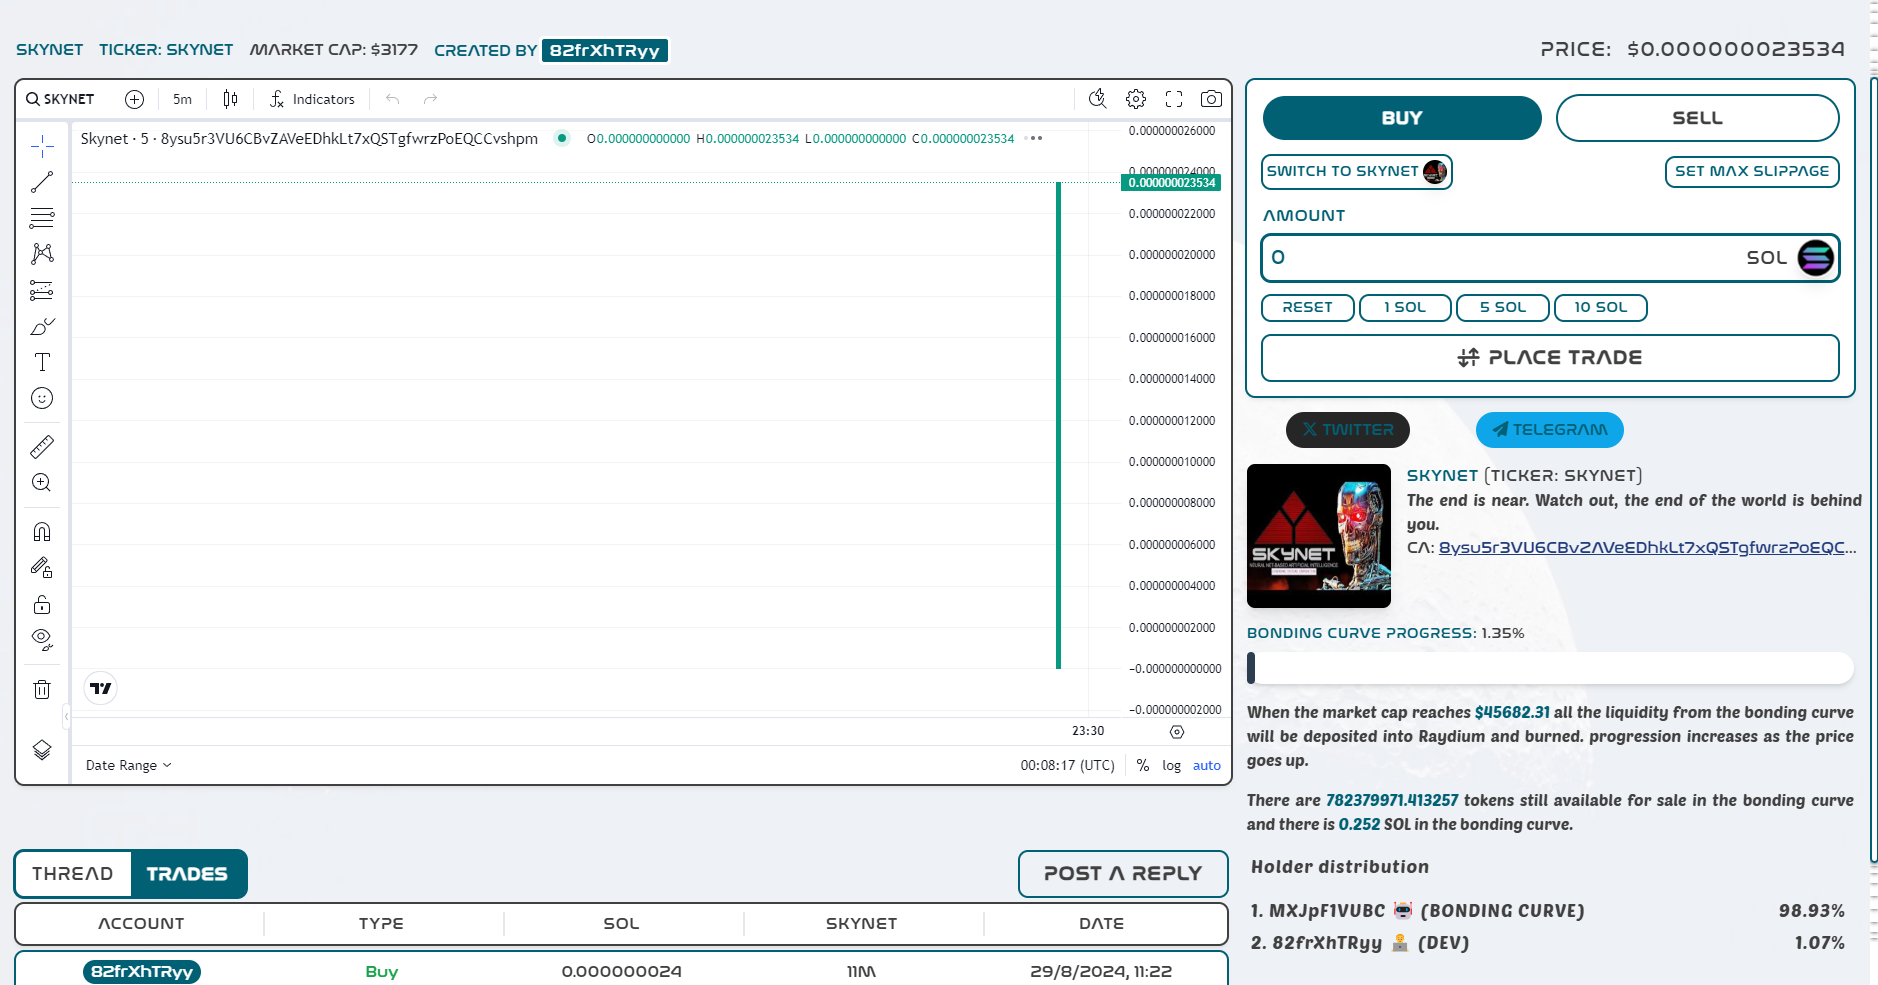 SKYNET TICKER: SKYNET MARKET CAP: $3177 CREATED BY 82frXhTRyy
PRICE: $0.000000023534
SKYNET 5m Indicators
Skynet · 5 · 8ysu5r3VU6CBvZAVeEDhkLt7xQSTgfwrzPoEQCCvshpm O0.000000000000 H0.000000023534 L0.000000000000 C0.000000023534
0.000000026000
0.000000024000
0.000000023534
0.000000022000
0.000000020000
0.000000018000
0.000000016000
0.000000014000
0.000000012000
0.000000010000
0.000000008000
0.000000006000
0.000000004000
0.000000002000
−0.000000000000
−0.000000002000
23:30
Date Range 00:08:17 (UTC) % log auto
BUY SELL
SWITCH TO SKYNET SET MAX SLIPPAGE
AMOUNT
0 SOL
RESET 1 SOL 5 SOL 10 SOL
PLACE TRADE
TWITTER TELEGRAM
SKYNET
NEURAL NET-BASED ARTIFICIAL INTELLIGENCE
SKYNET (TICKER: SKYNET)
The end is near. Watch out, the end of the world is behind
you.
CA: 8ysu5r3VU6CBvZAVeEDhkLt7xQSTgfwrzPoEQC...
BONDING CURVE PROGRESS: 1.35%
When the market cap reaches $45682.31 all the liquidity from the bonding curve
will be deposited into Raydium and burned. progression increases as the price
goes up.
There are 782379971.413257 tokens still available for sale in the bonding curve
and there is 0.252 SOL in the bonding curve.
Holder distribution
1. MXJpF1VUBC 🤖 (BONDING CURVE) 98.93%
2. 82frXhTRyy 🧑‍💻 (DEV) 1.07%
THREAD TRADES POST A REPLY
ACCOUNT TYPE SOL SKYNET DATE
82frXhTRyy Buy 0.000000024 11M 29/8/2024, 11:22